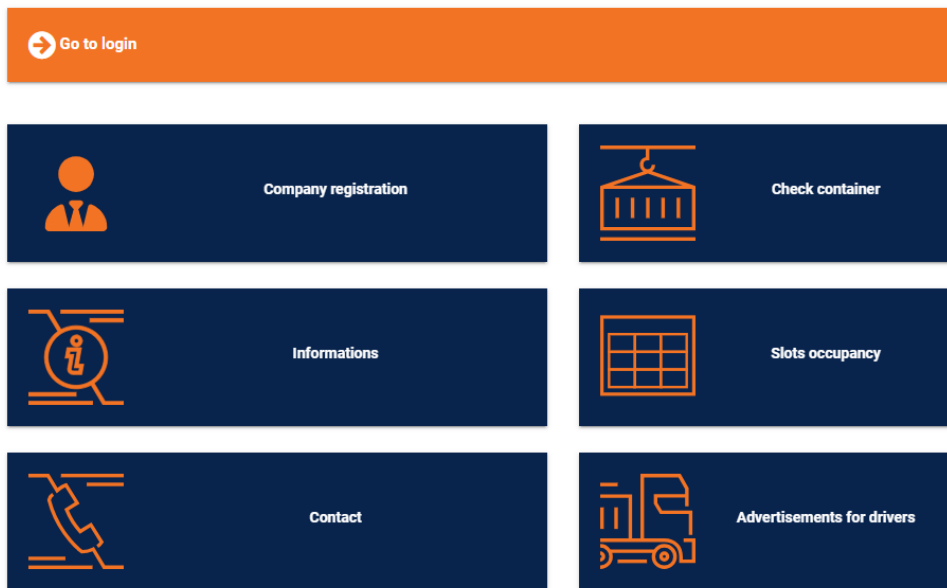 Go to login
Company registration
Check container
Informations
Slots occupancy
Contact
Advertisements for drivers